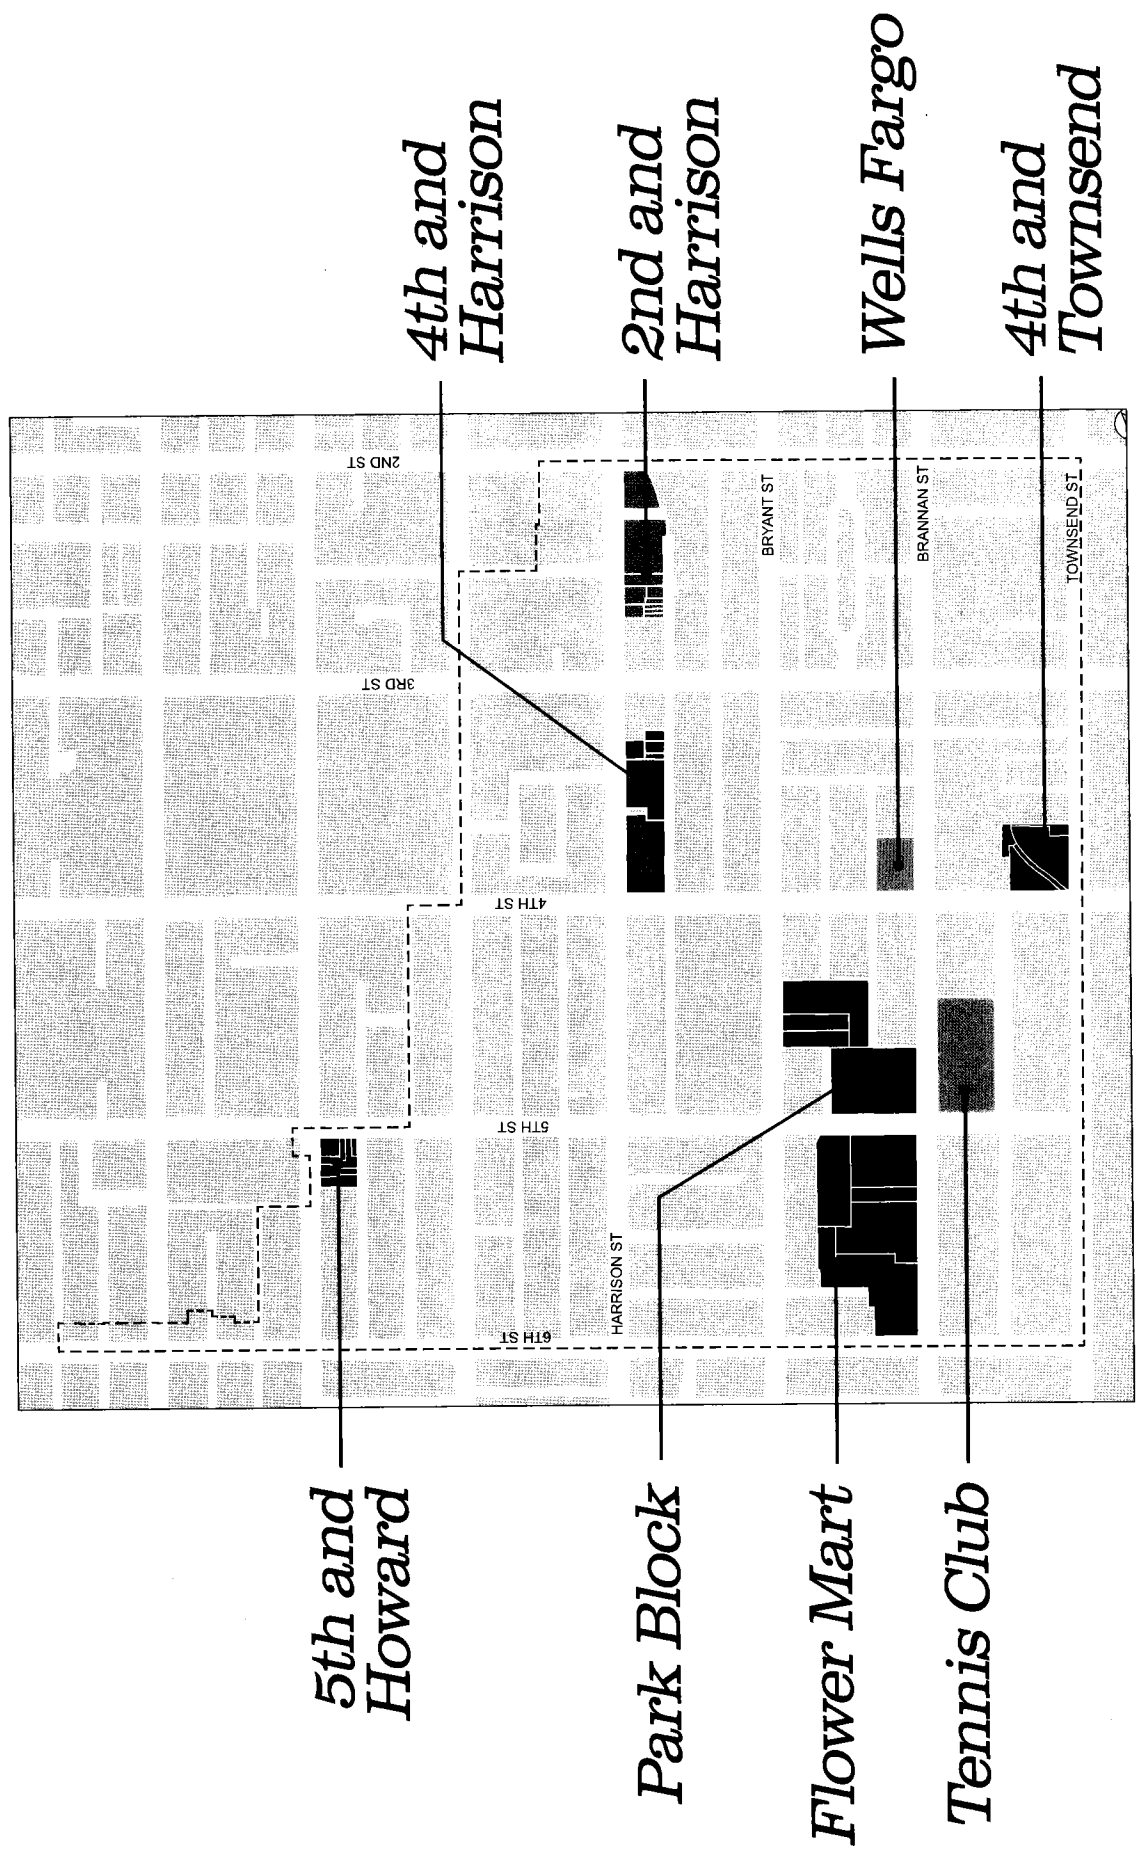 4th and
Harrison
2nd and
Harrison
Wells Fargo
4th and
Townsend
2ND ST
3RD ST
4TH ST
5TH ST
6TH ST
HARRISON ST
BRYANT ST
BRANNAN ST
TOWNSEND ST
5th and
Howard
Park Block
Flower Mart
Tennis Club